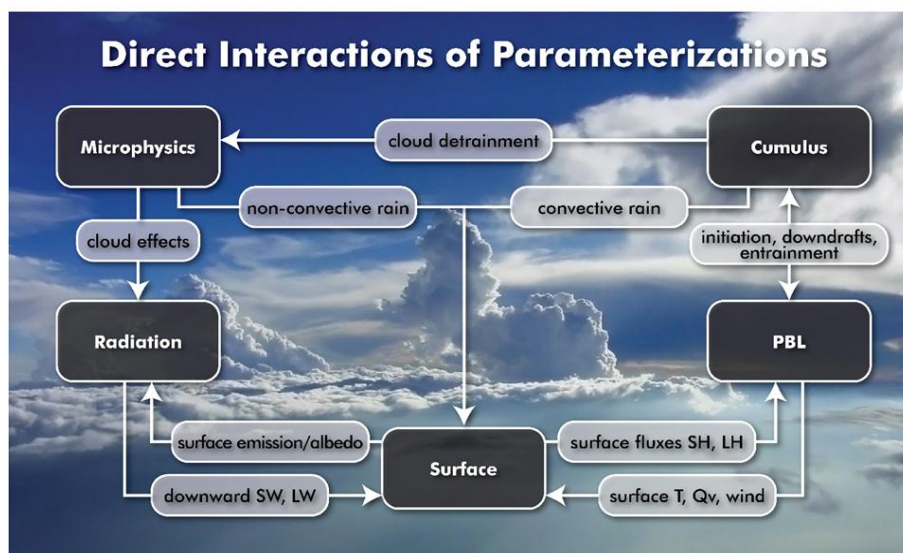 Direct Interactions of Parameterizations
Microphysics
cloud detrainment
Cumulus
non-convective rain
convective rain
cloud effects
initiation, downdrafts,
entrainment
Radiation
PBL
surface emission/albedo
surface fluxes SH, LH
Surface
downward SW, LW
surface T, Qv, wind